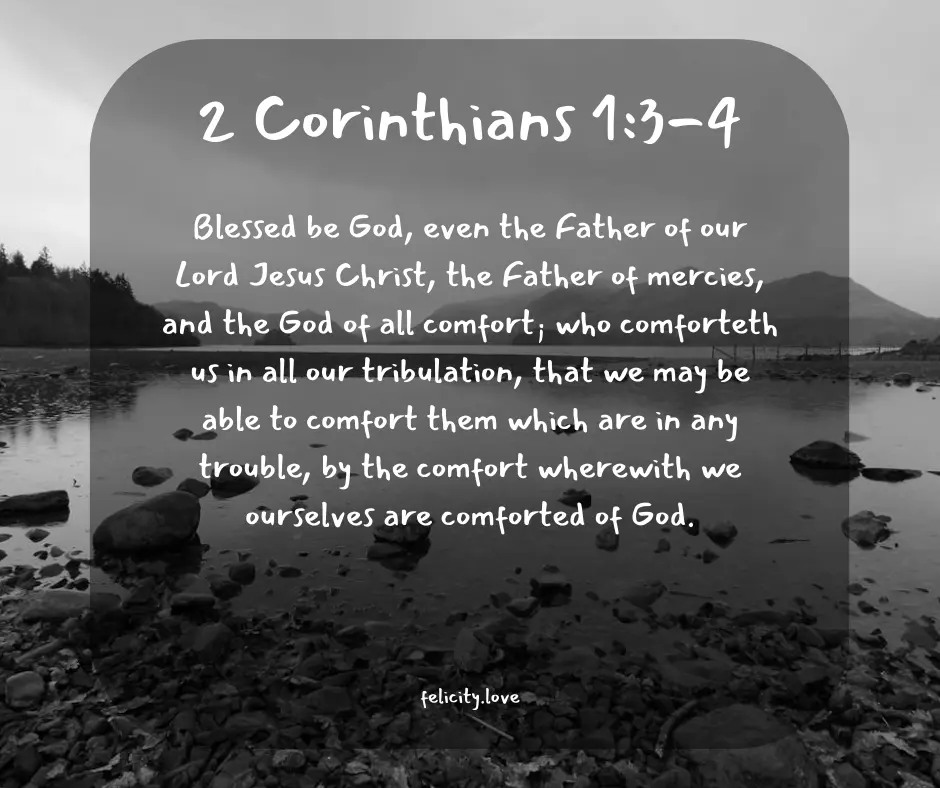 2 Corinthians 1:3–4
Blessed be God, even the Father of our
Lord Jesus Christ, the Father of mercies,
and the God of all comfort; who comforteth
us in all our tribulation, that we may be
able to comfort them which are in any
trouble, by the comfort wherewith we
ourselves are comforted of God.
felicity.love